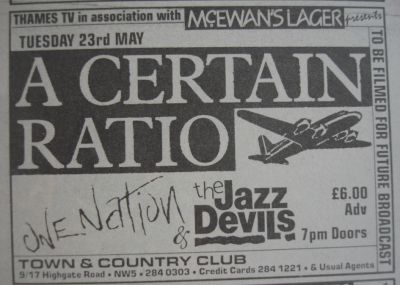 THAMES TV in association with McEWAN'S LAGER presents
TUESDAY 23rd MAY
A CERTAIN
RATIO
ONE NATION
& the Jazz Devils
£6.00
Adv
7pm Doors
TO BE FILMED FOR FUTURE BROADCAST
TOWN & COUNTRY CLUB
9/17 Highgate Road • NW5 • 284 0303 • Credit Cards 284 1221 • & Usual Agents